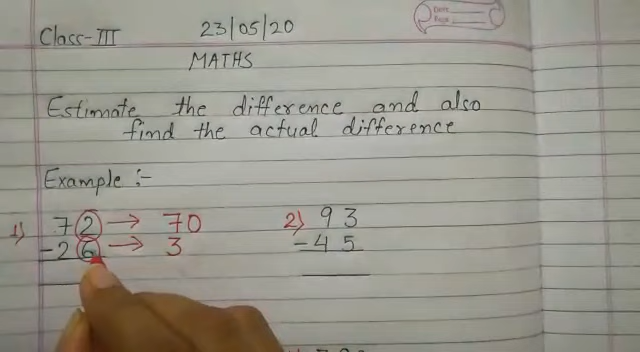 Class-III 23/05/20
MATHS
Estimate the difference and also
find the actual difference
Example :-
1) 72 → 70 2) 93
-26 → 3 -45